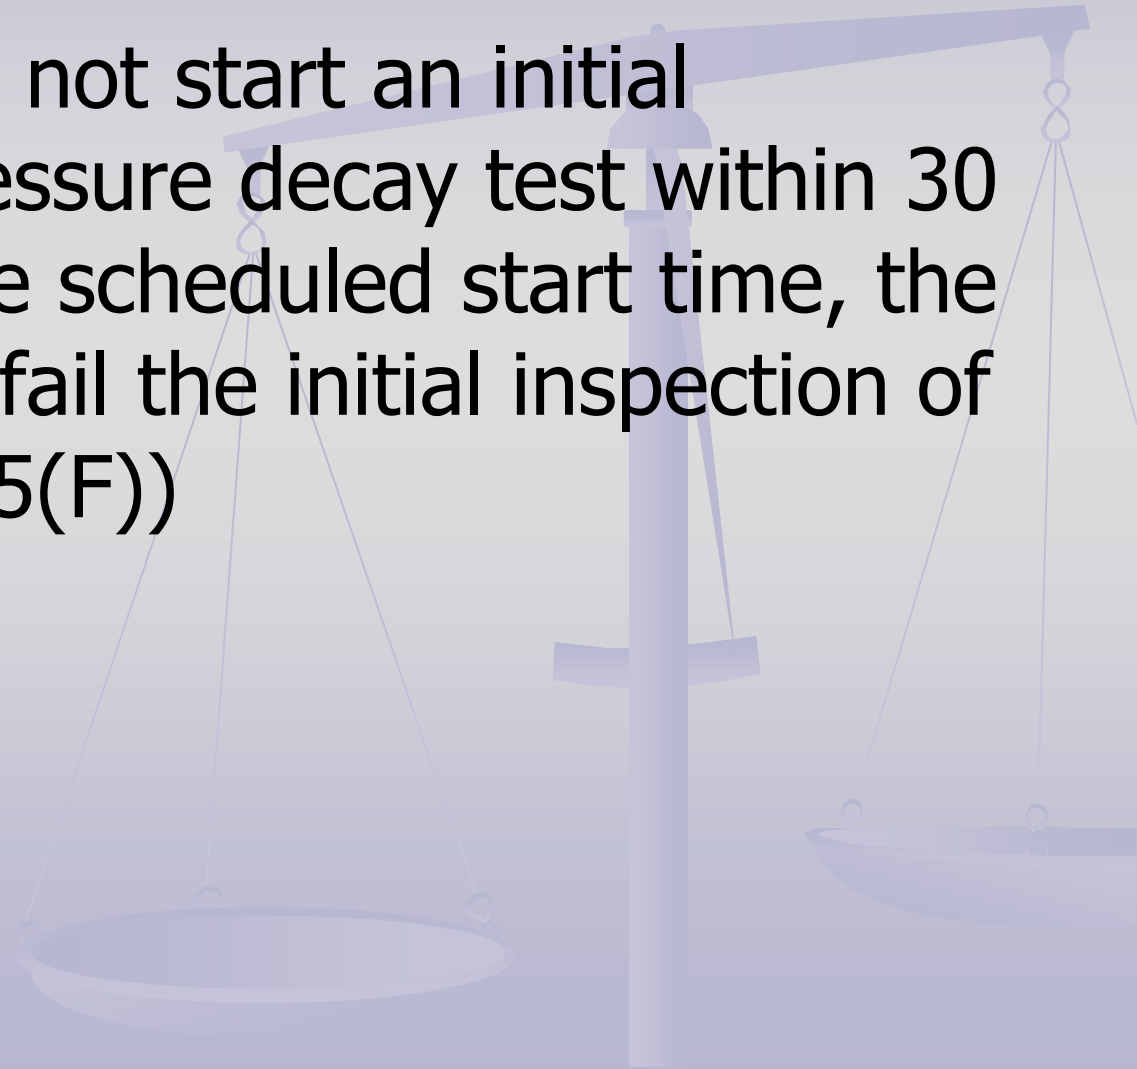 not start an initial
essure decay test within 30
e scheduled start time, the
fail the initial inspection of
5(F))